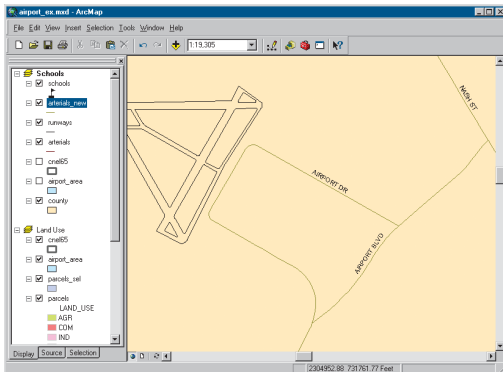 airport_ex.mxd - ArcMap
File Edit View Insert Selection Tools Window Help
1:19,305
Schools
schools
arterials_new
runways
arterials
cnel65
airport_area
county
Land Use
cnel65
airport_area
parcels_sel
parcels
LAND_USE
AGR
COM
IND
Display Source Selection
NASH ST
AIRPORT DR
AIRPORT BLVD
2304952.88 731761.77 Feet